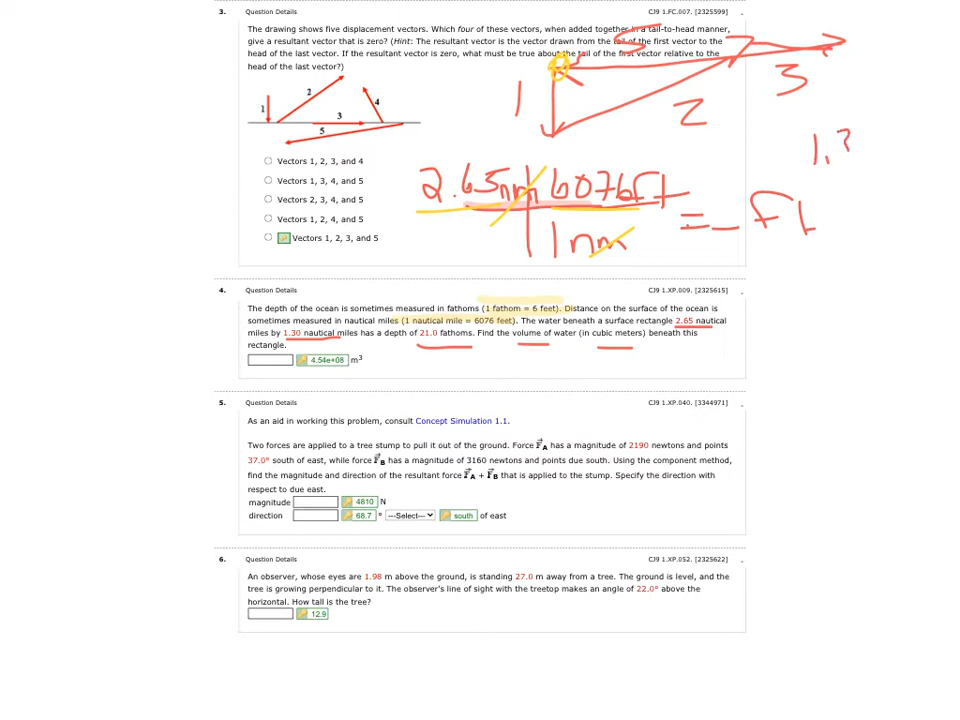 3. Question Details CJ9 1.FC.007. [2325599]
The drawing shows five displacement vectors. Which four of these vectors, when added together in a tail-to-head manner,
give a resultant vector that is zero? (Hint: The resultant vector is the vector drawn from the tail of the first vector to the
head of the last vector. If the resultant vector is zero, what must be true about the tail of the first vector relative to the
head of the last vector?)
1
2
3
4
5
Vectors 1, 2, 3, and 4
Vectors 1, 3, 4, and 5
Vectors 2, 3, 4, and 5
Vectors 1, 2, 4, and 5
Vectors 1, 2, 3, and 5
5
1
2
3
1, 2
2.65nm 6076ft
1 nm
= _ ft
4. Question Details CJ9 1.XP.009. [2325615]
The depth of the ocean is sometimes measured in fathoms (1 fathom = 6 feet). Distance on the surface of the ocean is
sometimes measured in nautical miles (1 nautical mile = 6076 feet). The water beneath a surface rectangle 2.65 nautical
miles by 1.30 nautical miles has a depth of 21.0 fathoms. Find the volume of water (in cubic meters) beneath this
rectangle.
4.54e+08 m³
5. Question Details CJ9 1.XP.040. [3344971]
As an aid in working this problem, consult Concept Simulation 1.1.
Two forces are applied to a tree stump to pull it out of the ground. Force F⃗A has a magnitude of 2190 newtons and points
37.0° south of east, while force F⃗B has a magnitude of 3160 newtons and points due south. Using the component method,
find the magnitude and direction of the resultant force F⃗A + F⃗B that is applied to the stump. Specify the direction with
respect to due east.
magnitude 4810 N
direction 68.7 ° ---Select--- south of east
6. Question Details CJ9 1.XP.052. [2325622]
An observer, whose eyes are 1.98 m above the ground, is standing 27.0 m away from a tree. The ground is level, and the
tree is growing perpendicular to it. The observer's line of sight with the treetop makes an angle of 22.0° above the
horizontal. How tall is the tree?
12.9